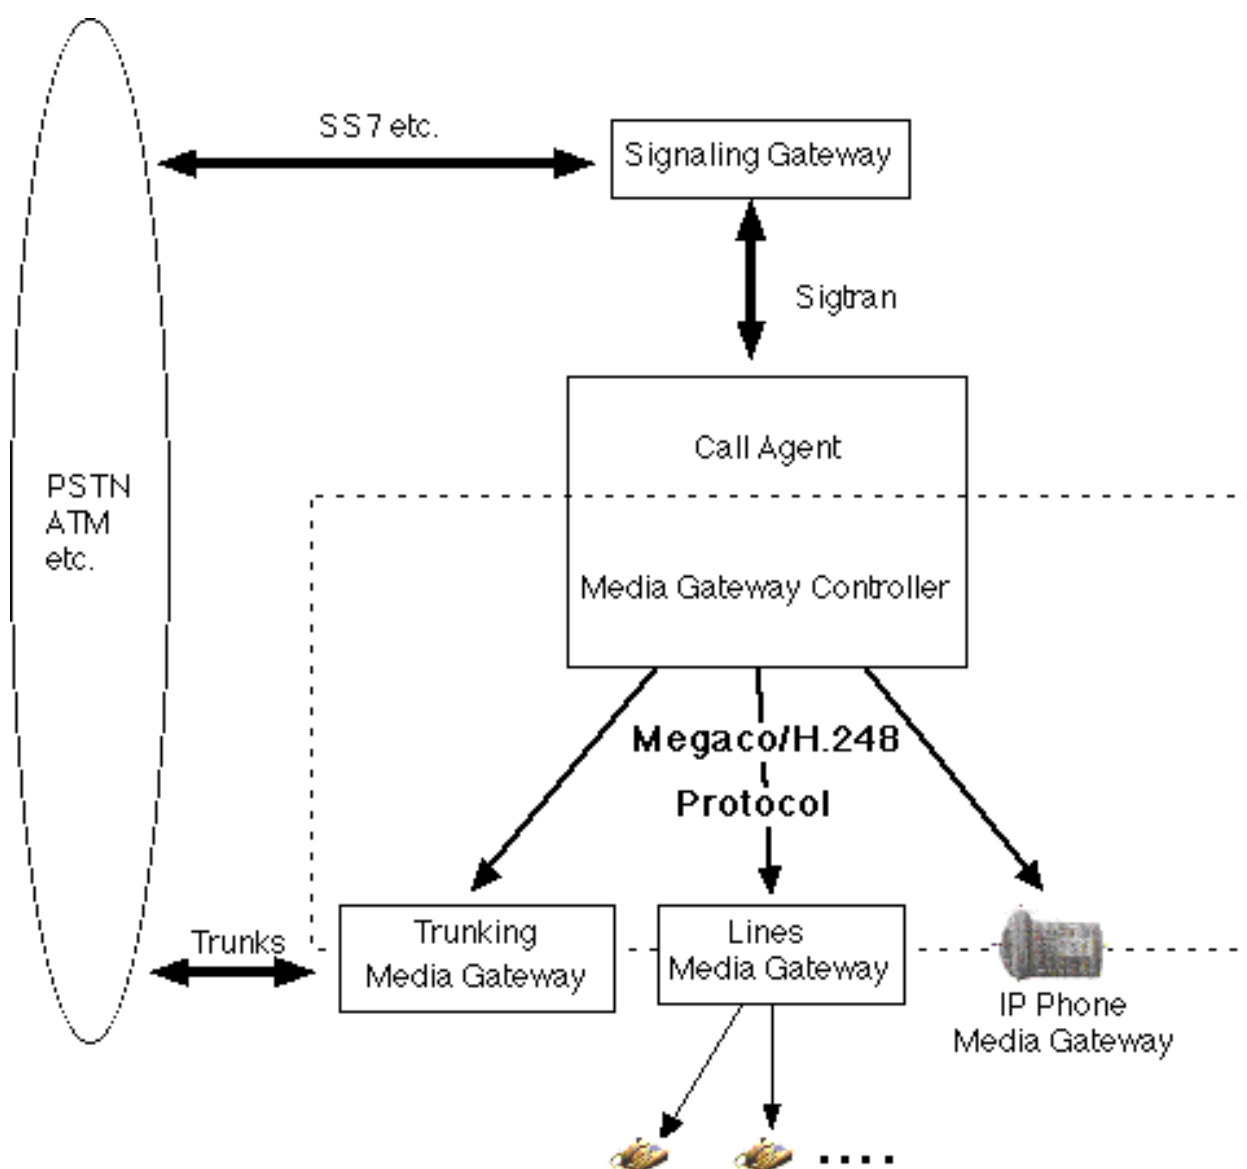 SS7 etc.
Signaling Gateway
Sigtran
Call Agent
PSTN
ATM
etc.
Media Gateway Controller
Megaco/H.248
Protocol
Trunks
Trunking
Media Gateway
Lines
Media Gateway
IP Phone
Media Gateway